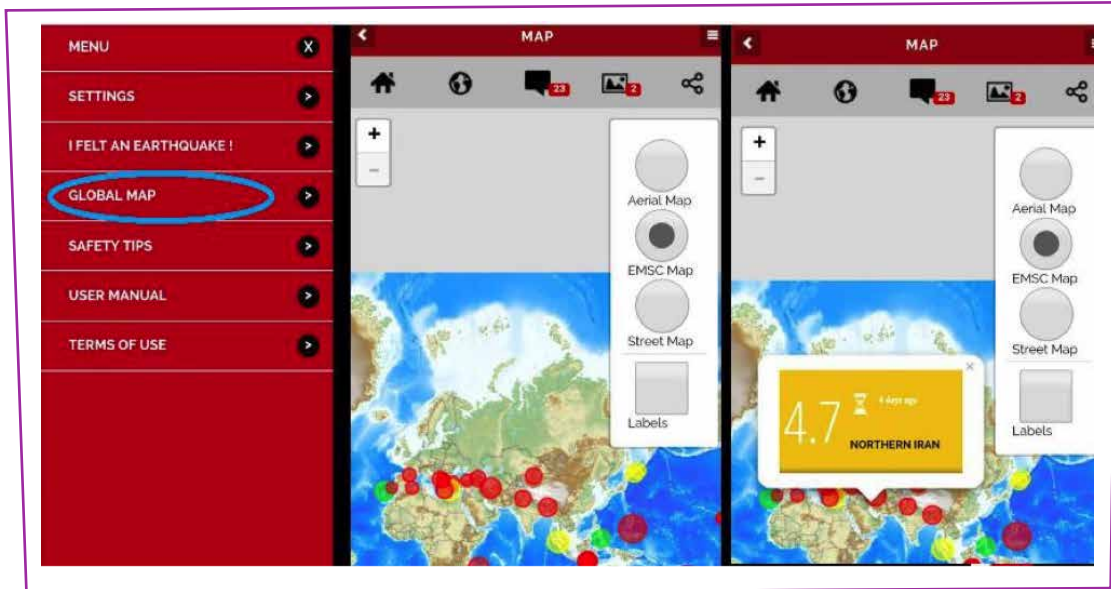 MENU
X
SETTINGS
>
I FELT AN EARTHQUAKE !
>
GLOBAL MAP
>
SAFETY TIPS
>
USER MANUAL
>
TERMS OF USE
>
MAP
23
2
+
-
Aerial Map
EMSC Map
Street Map
Labels
MAP
23
2
+
-
Aerial Map
EMSC Map
Street Map
Labels
×
4.7
4 days ago
NORTHERN IRAN